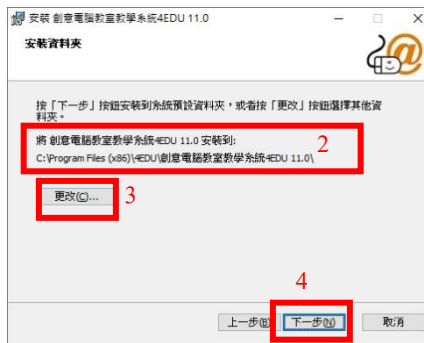 安裝 創意電腦教室教學系統4EDU 11.0
安裝資料夾
按「下一步」按鈕安裝到系統預設資料夾，或者按「更改」按鈕選擇其他資
料夾。
將 創意電腦教室教學系統4EDU 11.0 安裝到:
2
C:\Program Files (x86)\4EDU\創意電腦教室教學系統4EDU 11.0\
更改(C)...
3
4
上一步(B)
下一步(N)
取消